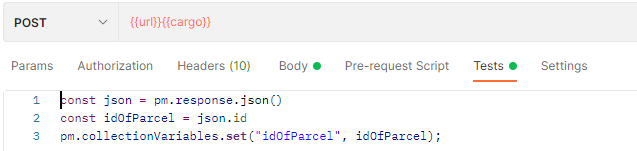 POST {{url}}{{cargo}}
Params Authorization Headers (10) Body Pre-request Script Tests Settings
1 const json = pm.response.json()
2 const idOfParcel = json.id
3 pm.collectionVariables.set("idOfParcel", idOfParcel);